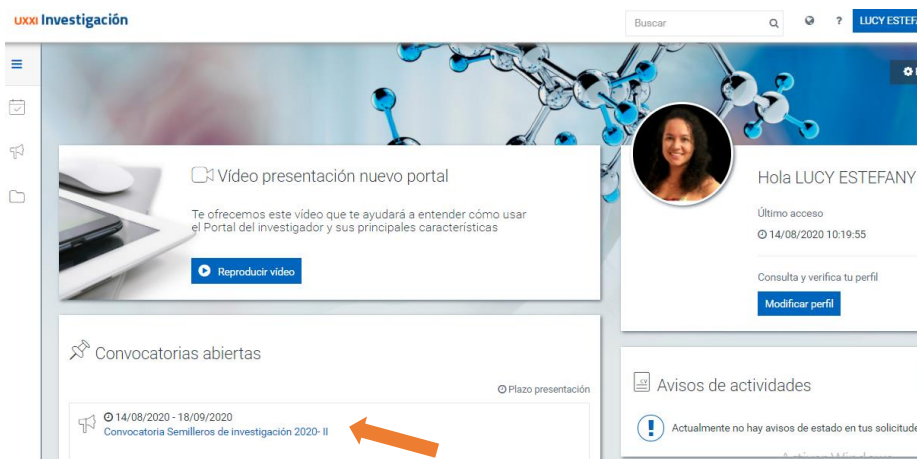 uxxi Investigación
Buscar
?
LUCY ESTEF
Vídeo presentación nuevo portal
Te ofrecemos este vídeo que te ayudará a entender cómo usar
el Portal del investigador y sus principales características
Reproducir vídeo
Hola LUCY ESTEFANY
Último acceso
14/08/2020 10:19:55
Consulta y verifica tu perfil
Modificar perfil
Convocatorias abiertas
Plazo presentación
14/08/2020 - 18/09/2020
Convocatoria Semilleros de investigación 2020- II
CV
Avisos de actividades
Actualmente no hay avisos de estado en tus solicitude